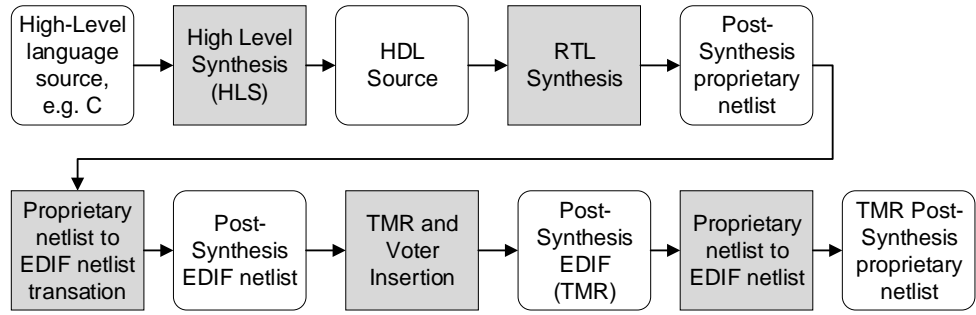 High-Level
language
source,
e.g. C
High Level
Synthesis
(HLS)
HDL
Source
RTL
Synthesis
Post-
Synthesis
proprietary
netlist
Proprietary
netlist to
EDIF netlist
transation
Post-
Synthesis
EDIF netlist
TMR and
Voter
Insertion
Post-
Synthesis
EDIF
(TMR)
Proprietary
netlist to
EDIF netlist
TMR Post-
Synthesis
proprietary
netlist